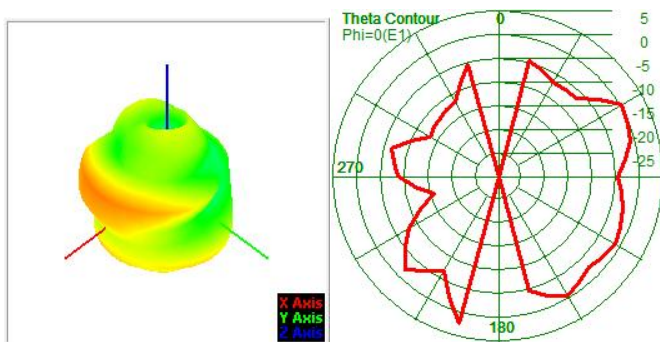 Theta Contour
Phi=0(E1)
0
5
0
-5
-10
-15
-20
-25
270
180
X Axis
Y Axis
Z Axis